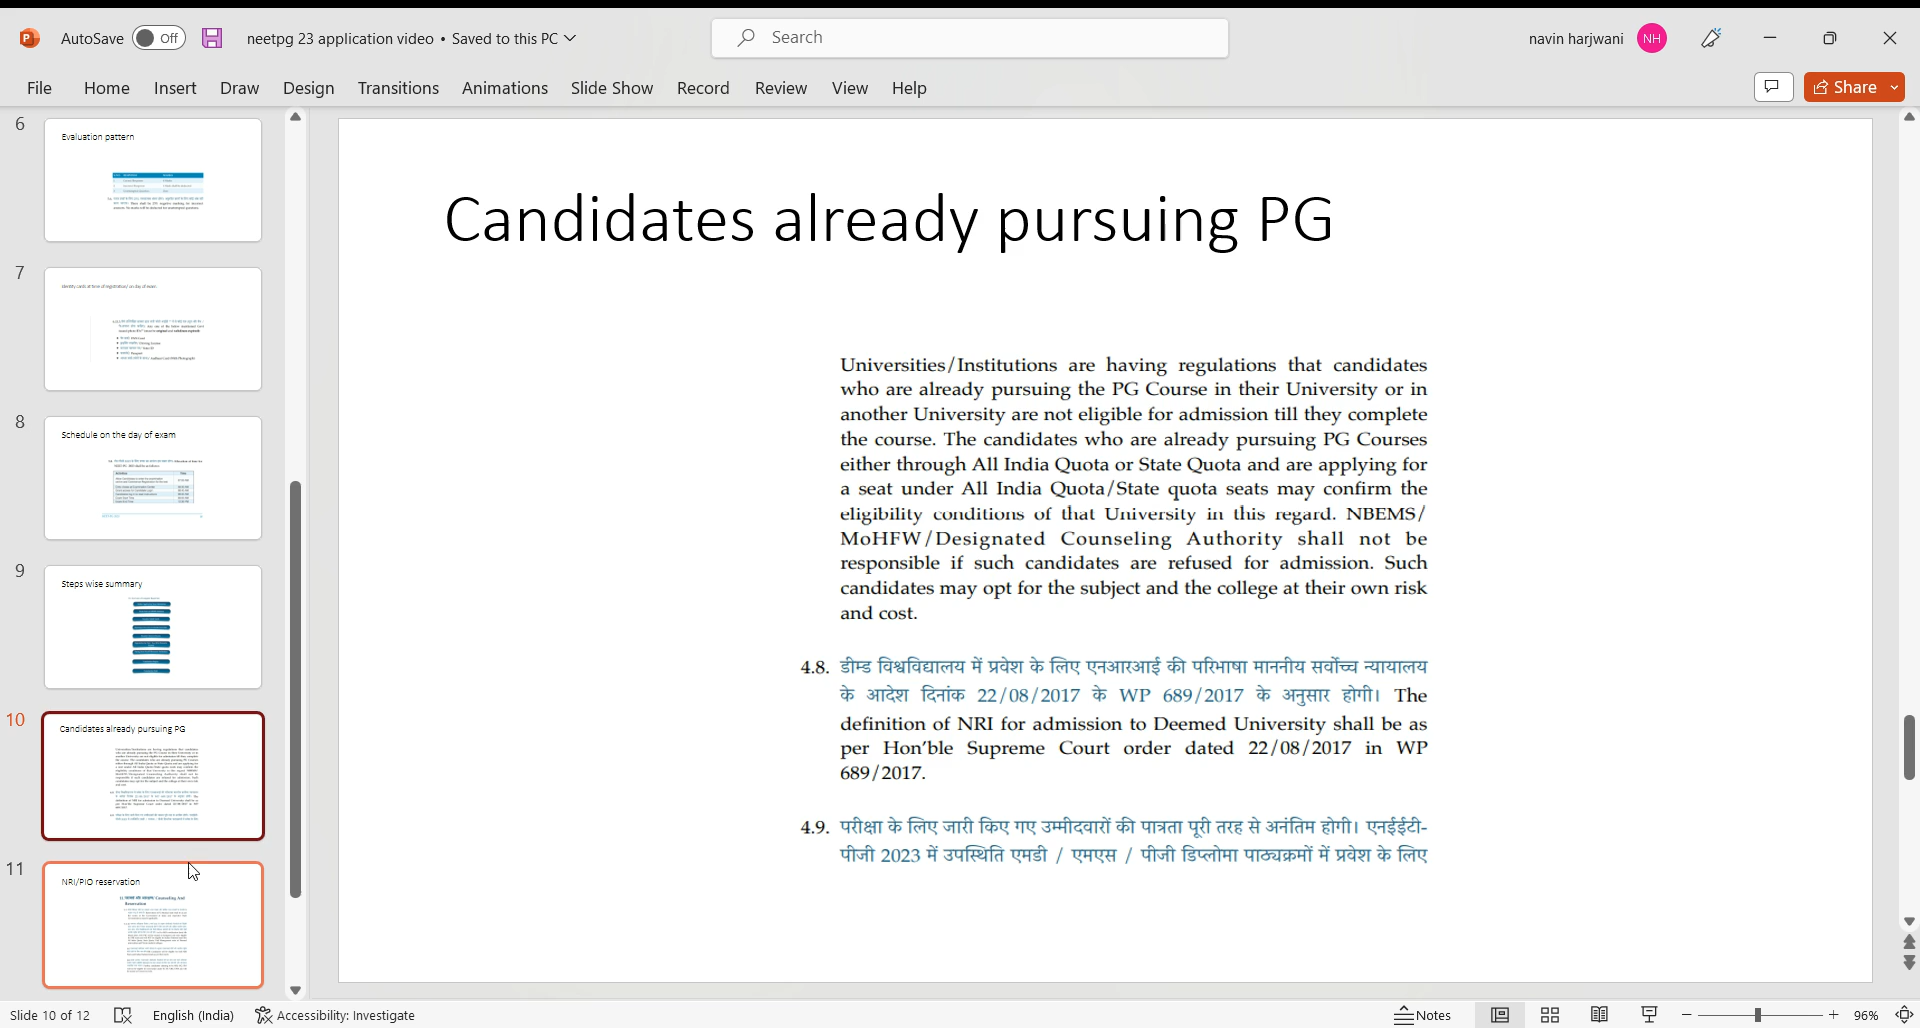 AutoSave Off neetpg 23 application video • Saved to this PC
Search
navin harjwani NH
File Home Insert Draw Design Transitions Animations Slide Show Record Review View Help
Share
6
Evaluation pattern
7
Identity cards at time of registration/ on day of exam
8
Schedule on the day of exam
9
Steps wise summary
10
Candidates already pursuing PG
11
NRI/PIO reservation
Candidates already pursuing PG
Universities/Institutions are having regulations that candidates
who are already pursuing the PG Course in their University or in
another University are not eligible for admission till they complete
the course. The candidates who are already pursuing PG Courses
either through All India Quota or State Quota and are applying for
a seat under All India Quota/State quota seats may confirm the
eligibility conditions of that University in this regard. NBEMS/
MoHFW/Designated Counseling Authority shall not be
responsible if such candidates are refused for admission. Such
candidates may opt for the subject and the college at their own risk
and cost.
4.8. डीम्ड विश्वविद्यालय में प्रवेश के लिए एनआरआई की परिभाषा माननीय सर्वोच्च न्यायालय
के आदेश दिनांक 22/08/2017 के WP 689/2017 के अनुसार होगी। The
definition of NRI for admission to Deemed University shall be as
per Hon'ble Supreme Court order dated 22/08/2017 in WP
689/2017.
4.9. परीक्षा के लिए जारी किए गए उम्मीदवारों की पात्रता पूरी तरह से अनंतिम होगी। एनईईटी-
पीजी 2023 में उपस्थिति एमडी / एमएस / पीजी डिप्लोमा पाठ्यक्रमों में प्रवेश के लिए
Slide 10 of 12 English (India) Accessibility: Investigate
Notes
96%